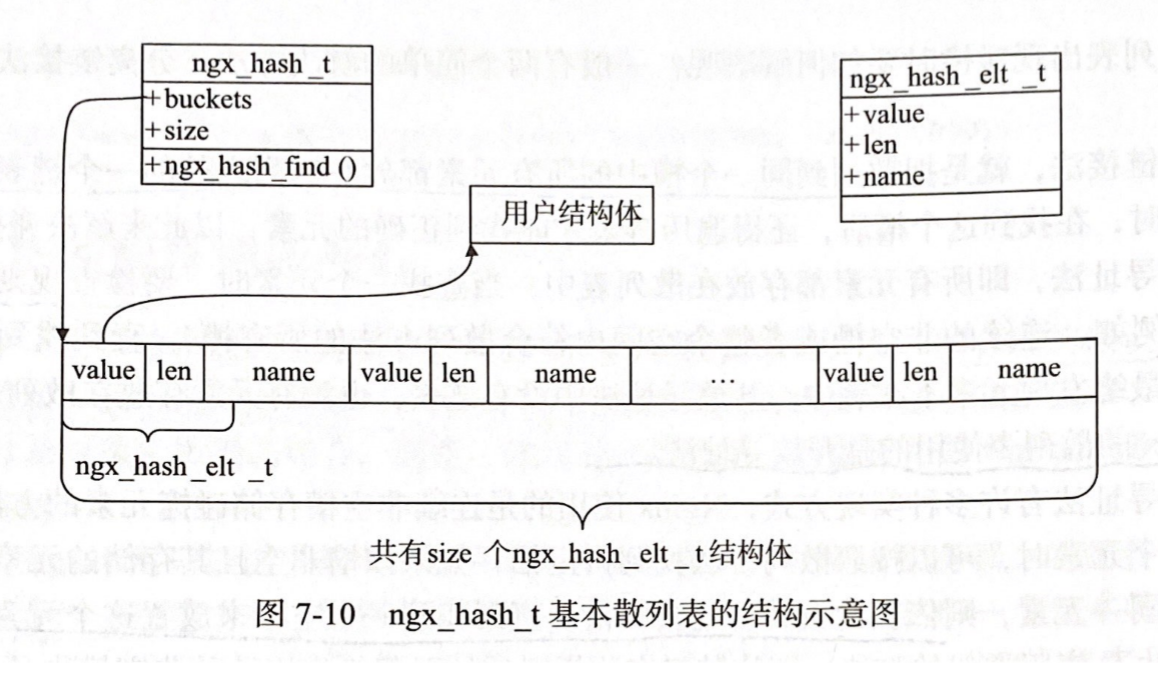 ngx_hash_t
+buckets
+size
+ngx_hash_find ()
ngx_hash_elt _t
+value
+len
+name
用户结构体
value len name value len name ···· value len name
ngx_hash_elt _t
共有size 个ngx_hash_elt _t 结构体
图 7-10 ngx_hash_t 基本散列表的结构示意图